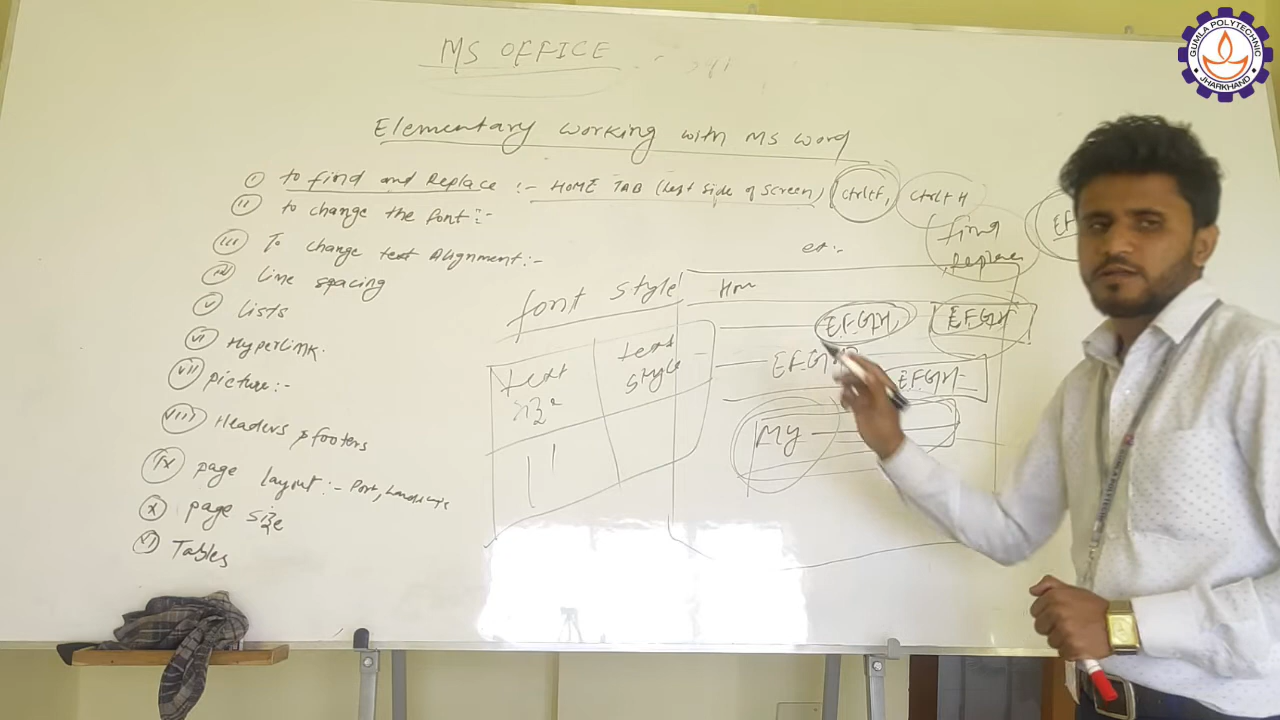 MS OFFICE
Elementary working with MS Word
(i) to find and Replace :- HOME TAB (Left side of screen) Ctrl+F, Ctrl+H
(ii) to change the font :-
(iii) To change text Alignment :-
(iv) Line spacing
(v) Lists
(vi) Hyperlink.
(vii) picture :-
(viii) Headers & footers
(ix) page layout :- Port,
(x) page size
(vi) Tables
find
Replace
EF
ex:-
font style
text
size
text
style
EFGH,
EFGH
EFGH
EFGH
My
GUMLA POLYTECHNIC
JHARKHAND